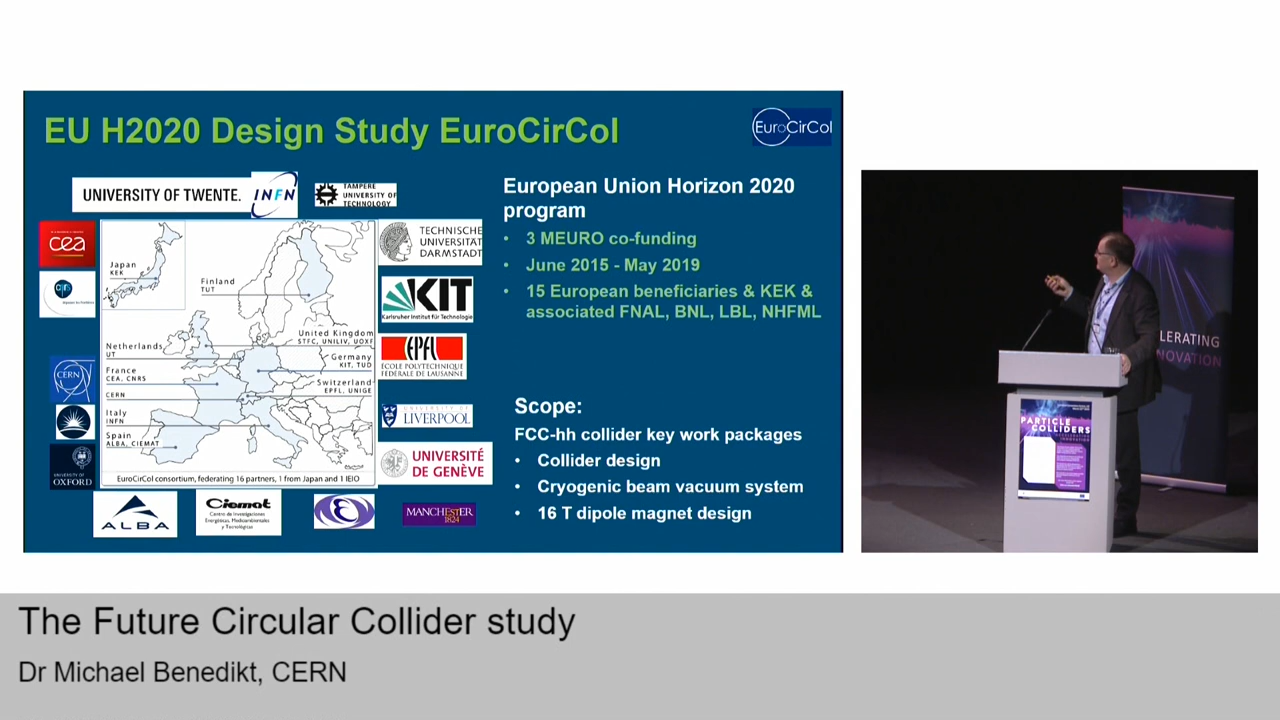 EU H2020 Design Study EuroCirCol
EuroCirCol
UNIVERSITY OF TWENTE.
INFN
TAMPERE
UNIVERSITY OF
TECHNOLOGY
cea
TECHNISCHE
UNIVERSITÄT
DARMSTADT
KIT
Karlsruher Institut für Technologie
EPFL
ÉCOLE POLYTECHNIQUE
FÉDÉRALE DE LAUSANNE
CERN
UNIVERSITY OF
LIVERPOOL
UNIVERSITY OF
OXFORD
UNIVERSITÉ
DE GENÈVE
ALBA
Ciemat
Centro de Investigaciones
Energéticas, Medioambientales
y Tecnológicas
MANCHESTER
1824
Japan
KEK
Finland
TUT
United Kingdom
STFC, UNILIV, UOXF
Netherlands
UT
Germany
KIT, TUD
France
CEA, CNRS
Switzerland
EPFL, UNIGE
CERN
Italy
INFN
Spain
ALBA, CIEMAT
EuroCirCol consortium, federating 16 partners, 1 from Japan and 1 IEIO
European Union Horizon 2020
program
• 3 MEURO co-funding
• June 2015 - May 2019
• 15 European beneficiaries & KEK &
associated FNAL, BNL, LBL, NHFML
Scope:
FCC-hh collider key work packages
• Collider design
• Cryogenic beam vacuum system
• 16 T dipole magnet design
LERATING
NOVATION
PARTICLE
COLLIDERS
The Future Circular Collider study
Dr Michael Benedikt, CERN